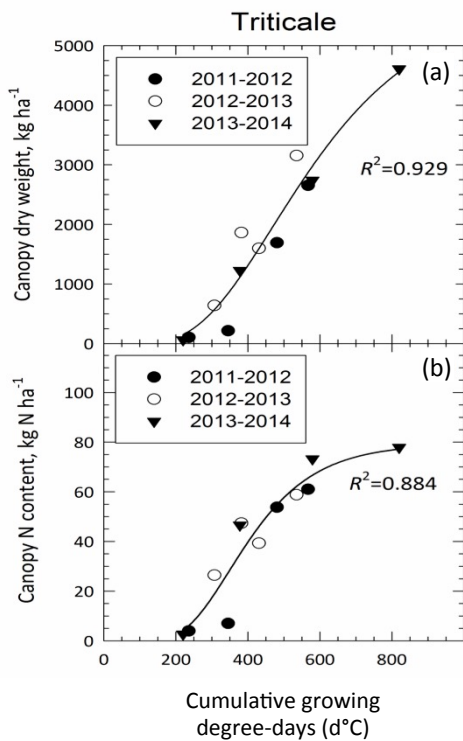 Triticale
5000
4000
3000
2000
1000
0
Canopy dry weight, kg ha⁻¹
2011-2012
2012-2013
2013-2014
(a)
R²=0.929
100
80
60
40
20
0
Canopy N content, kg N ha⁻¹
2011-2012
2012-2013
2013-2014
(b)
R²=0.884
0 200 400 600 800
Cumulative growing
degree-days (d°C)